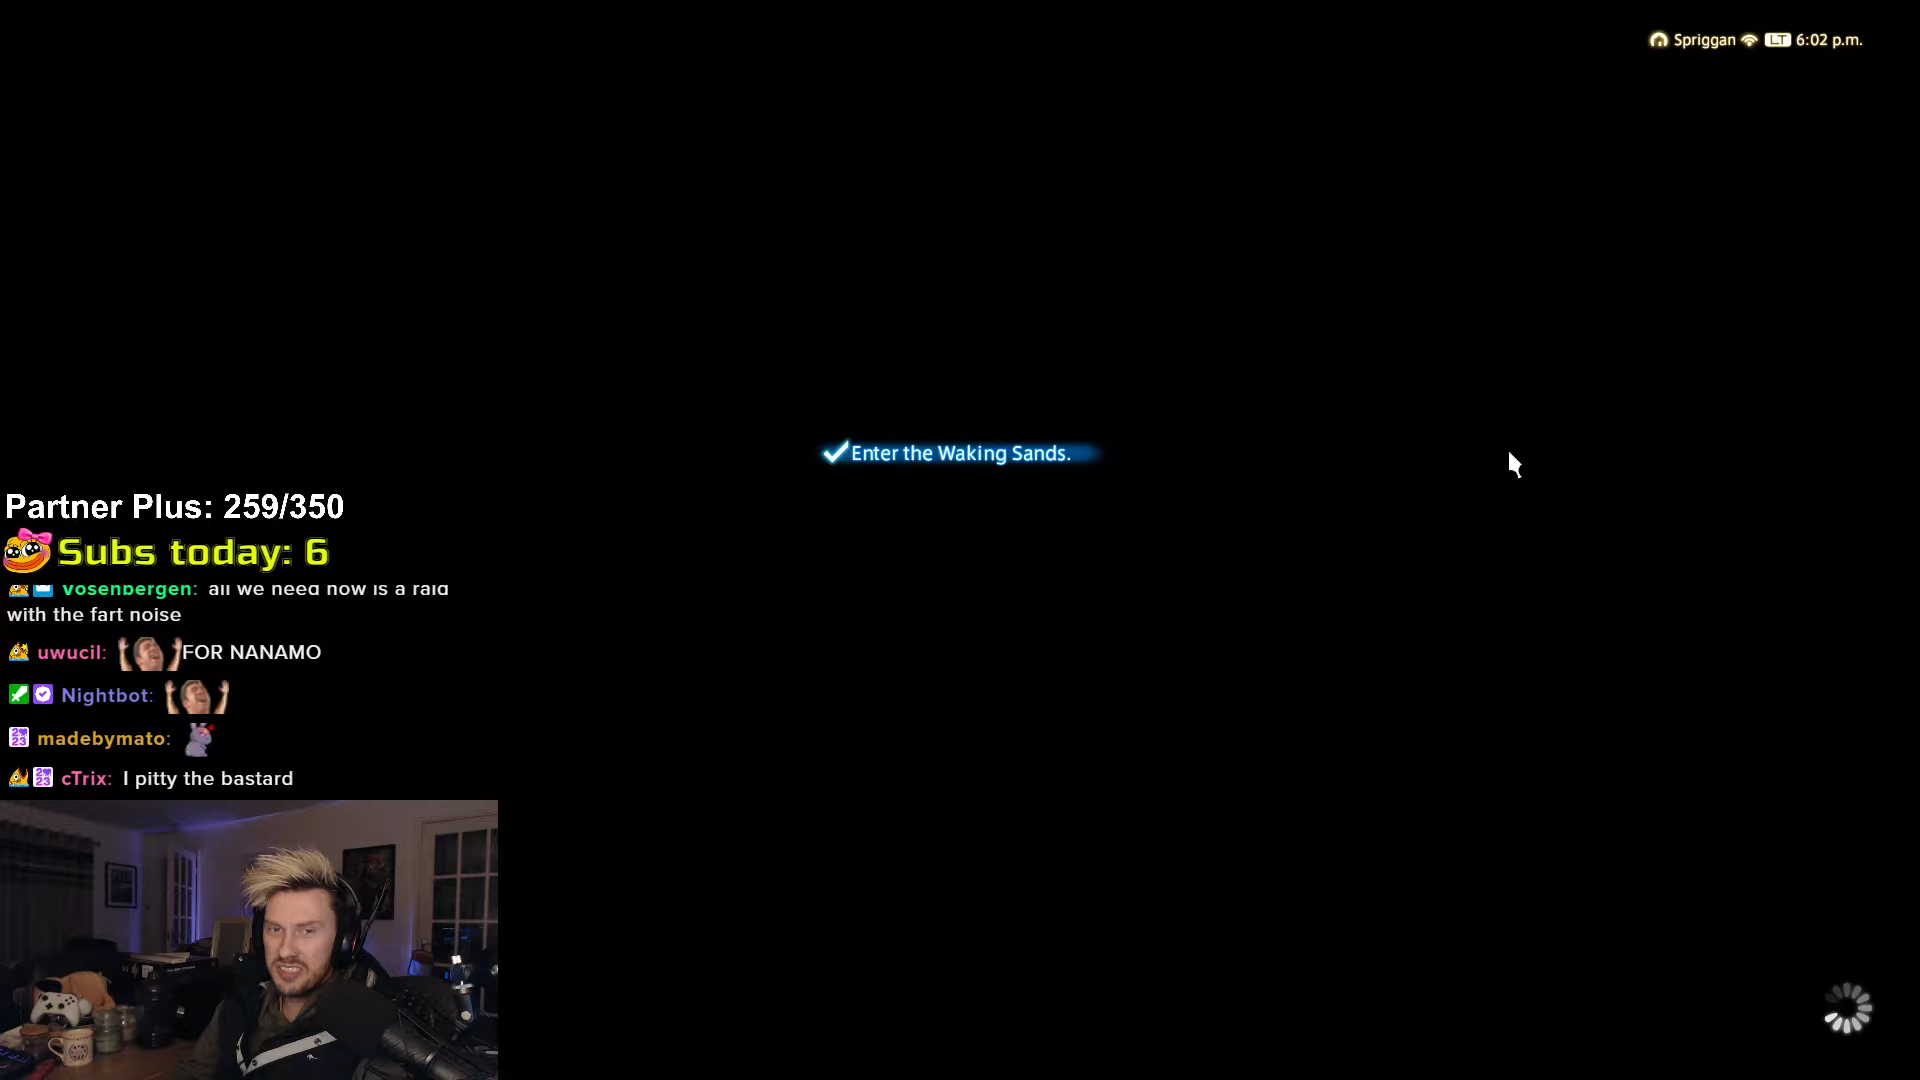 Spriggan LT 6:02 p.m.
Enter the Waking Sands.
Partner Plus: 259/350
Subs today: 6
Vosenbergen: all we need now is a raid
with the fart noise
uwucil: FOR NANAMO
Nightbot:
madebymato:
cTrix: I pitty the bastard